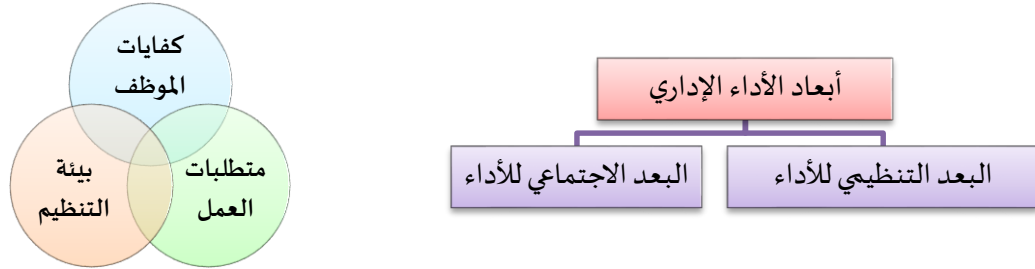 أبعاد الأداء الإداري
البعد التنظيمي للأداء
البعد الاجتماعي للأداء
كفايات
الموظف
متطلبات
العمل
بيئة
التنظيم